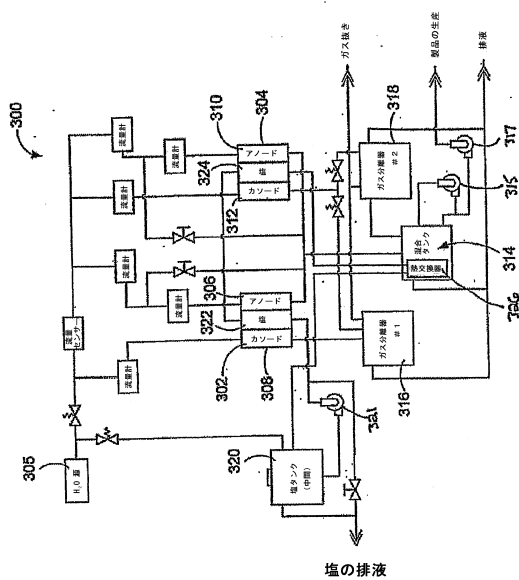 300
305
H₂O 源
流量
センサー
流量計
流量計
流量計
流量計
流量計
流量計
310
アノード
304
324
塩
カソード
312
306
アノード
322
塩
302
カソード
308
320
塩タンク
(中間)
321
ガス分離器
#1
316
ガス分離器
#2
318
混合
タンク
314
熱交換器
326
315
317
ガス抜き
製品の生産
排液
塩の排液